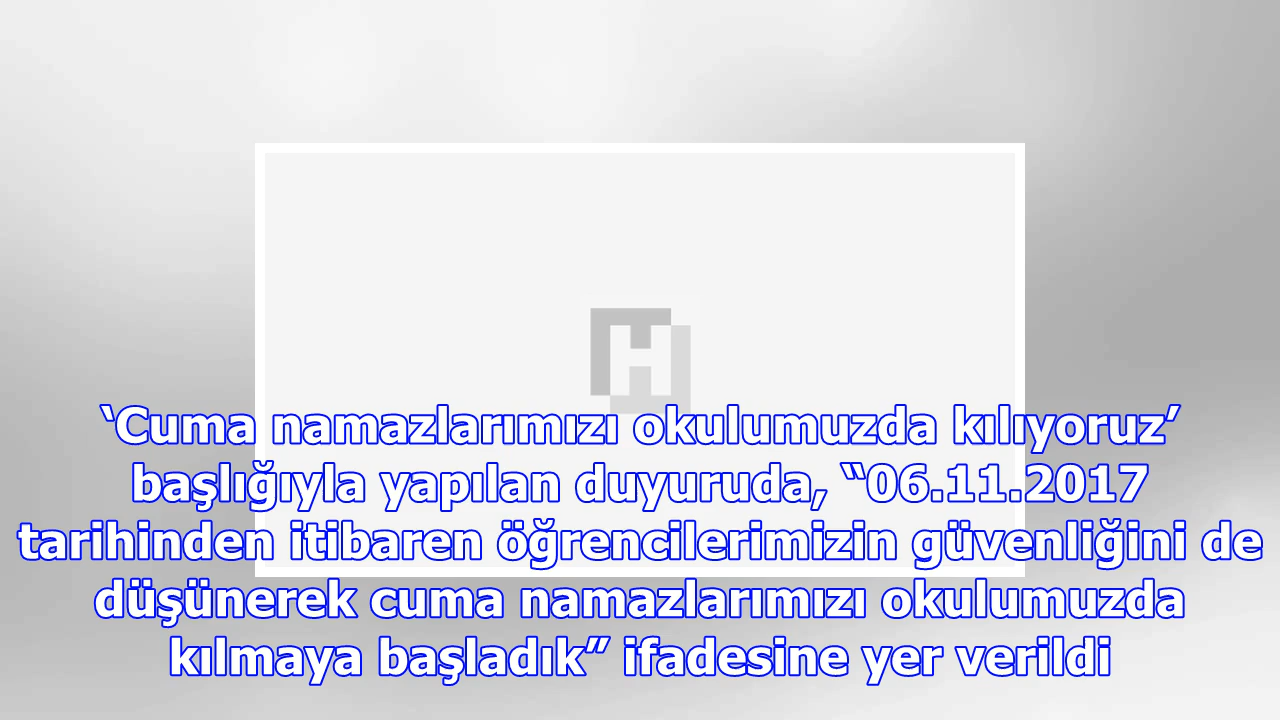 ‘Cuma namazlarımızı okulumuzda kılıyoruz’
başlığıyla yapılan duyuruda, “06.11.2017
tarihinden itibaren öğrencilerimizin güvenliğini de
düşünerek cuma namazlarımızı okulumuzda
kılmaya başladık” ifadesine yer verildi